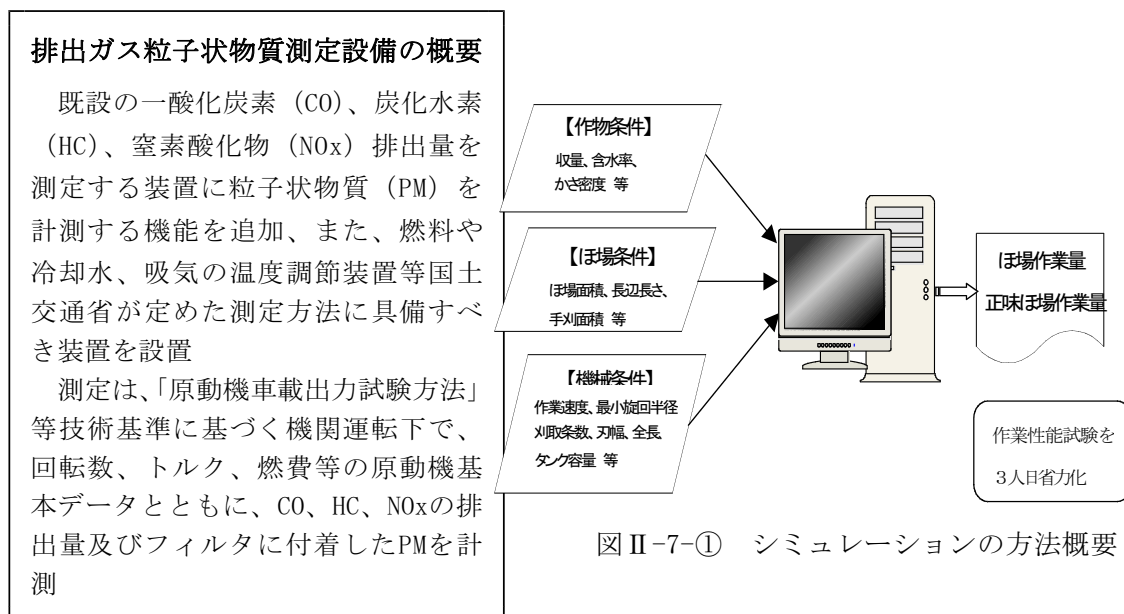 排出ガス粒子状物質測定設備の概要
既設の一酸化炭素（CO）、炭化水素
（HC）、窒素酸化物（NOx）排出量を
測定する装置に粒子状物質（PM）を
計測する機能を追加、また、燃料や
冷却水、吸気の温度調節装置等国土
交通省が定めた測定方法に具備すべ
き装置を設置
測定は、「原動機車載出力試験方法」
等技術基準に基づく機関運転下で、
回転数、トルク、燃費等の原動機基
本データとともに、CO、HC、NOxの排
出量及びフィルタに付着したPMを計
測
【作物条件】
収量、含水率、
かさ密度 等
【ほ場条件】
ほ場面積、長辺長さ、
手刈面積 等
【機械条件】
作業速度、最小旋回半径
刈取条数、刃幅、全長、
タンク容量 等
ほ場作業量
正味ほ場作業量
作業性能試験を
３人日省力化
図Ⅱ-7-① シミュレーションの方法概要